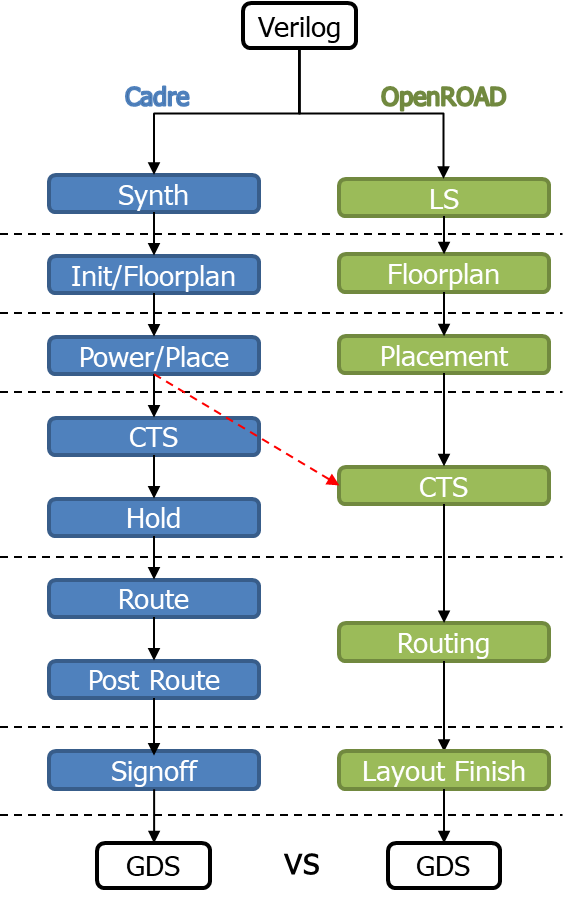 Verilog
Cadre
OpenROAD
Synth
LS
Init/Floorplan
Floorplan
Power/Place
Placement
CTS
CTS
Hold
Route
Routing
Post Route
Signoff
Layout Finish
GDS
vs
GDS